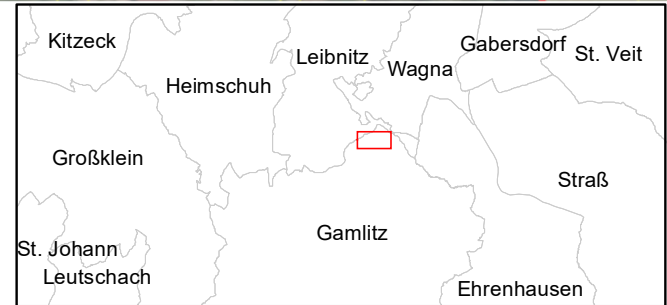 Kitzeck
Leibnitz
Gabersdorf
St. Veit
Wagna
Heimschuh
Großklein
Straß
Gamlitz
St. Johann
Leutschach
Ehrenhausen